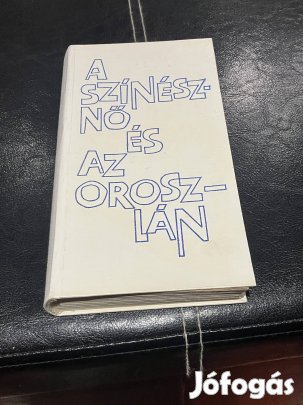 A
SZÍNÉSZ-
NŐ
ÉS
AZ
OROSZ-
LÁN
Jófogás